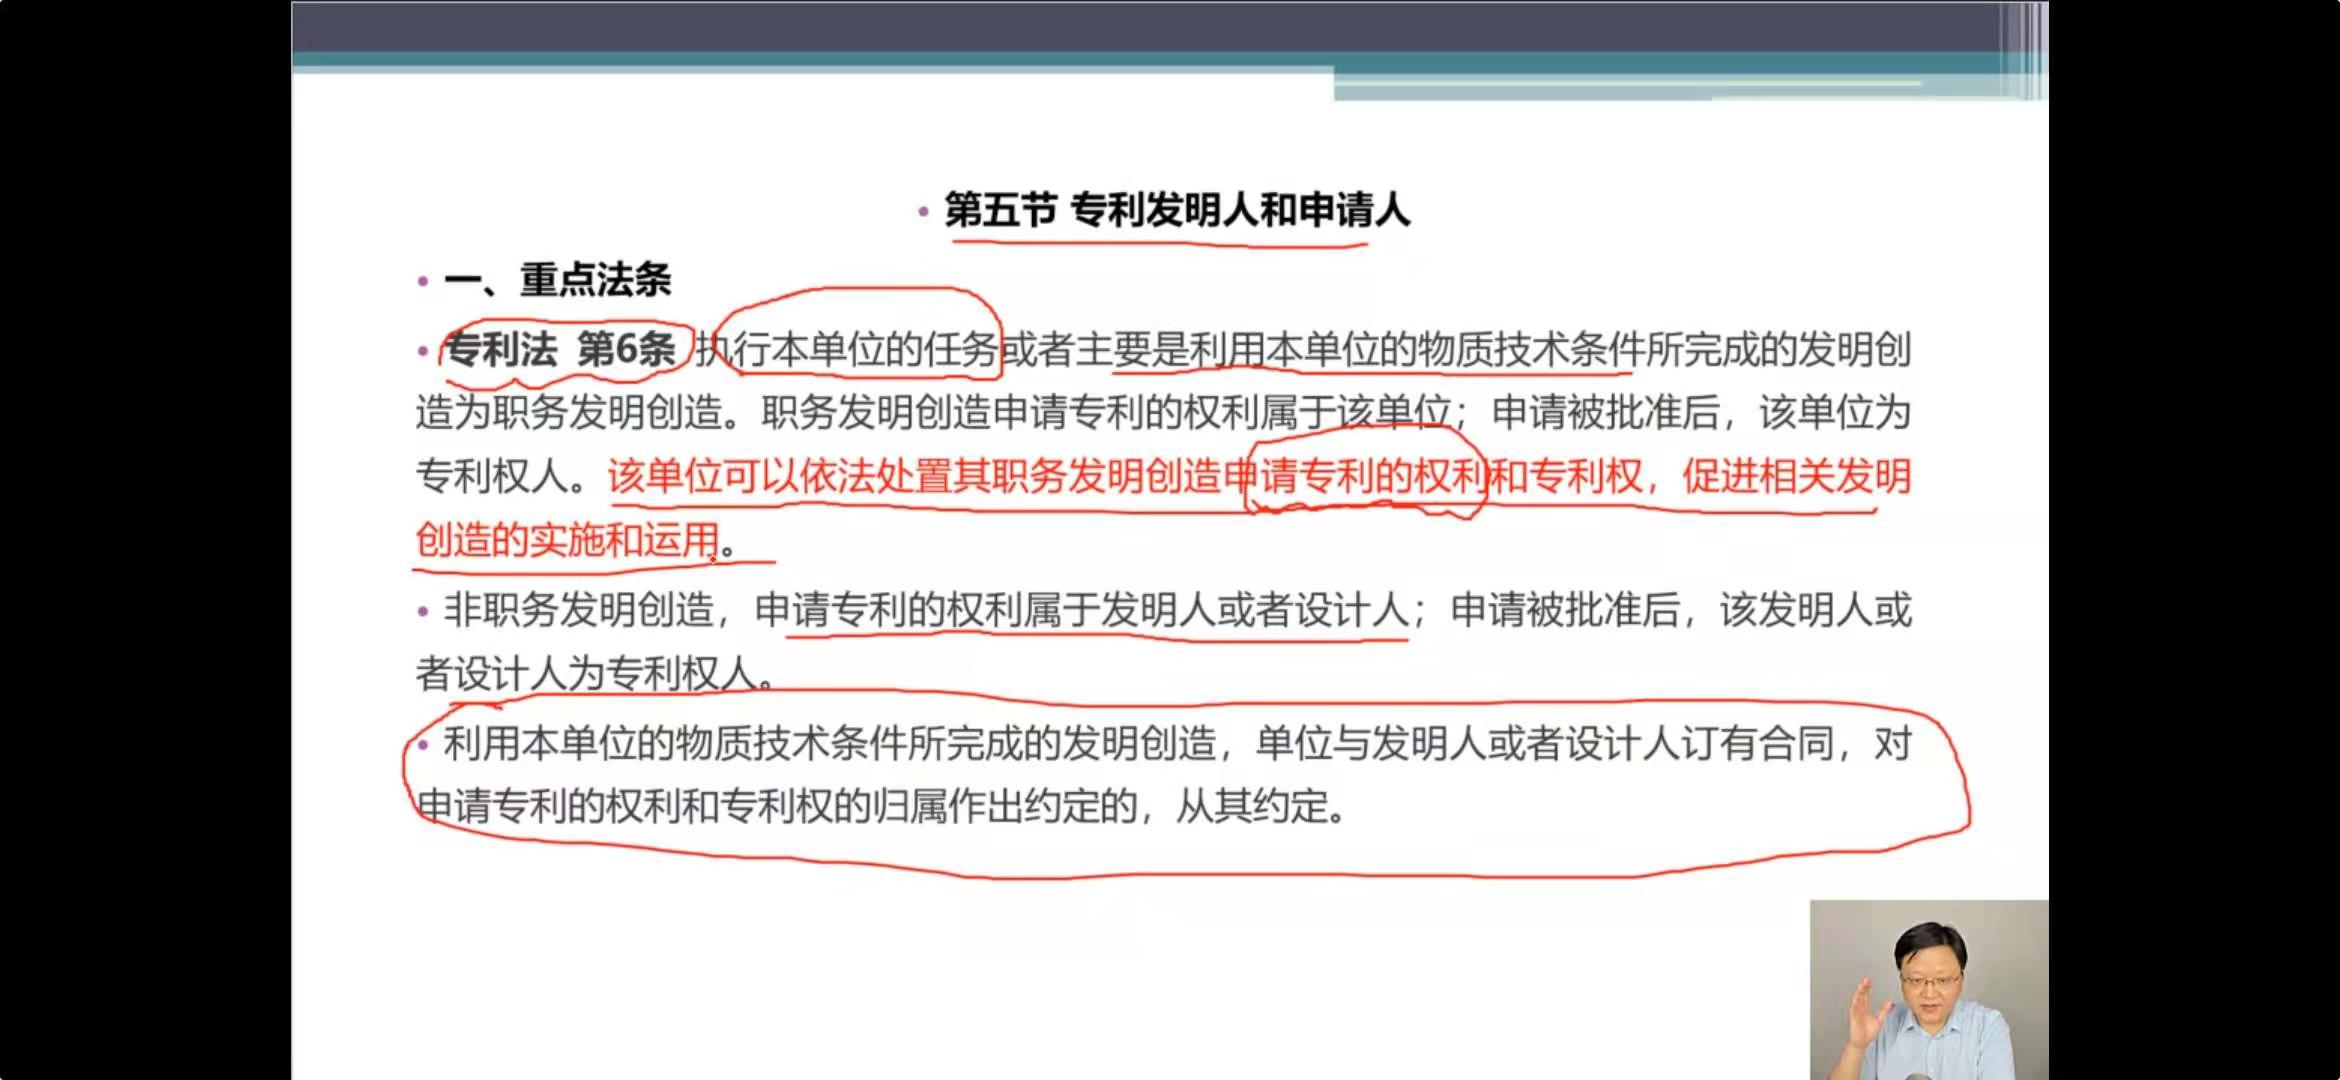 • 第五节 专利发明人和申请人
• 一、重点法条
• 专利法 第6条 执行本单位的任务或者主要是利用本单位的物质技术条件所完成的发明创
造为职务发明创造。职务发明创造申请专利的权利属于该单位；申请被批准后，该单位为
专利权人。该单位可以依法处置其职务发明创造申请专利的权利和专利权，促进相关发明
创造的实施和运用。
• 非职务发明创造，申请专利的权利属于发明人或者设计人；申请被批准后，该发明人或
者设计人为专利权人。
• 利用本单位的物质技术条件所完成的发明创造，单位与发明人或者设计人订有合同，对
申请专利的权利和专利权的归属作出约定的，从其约定。